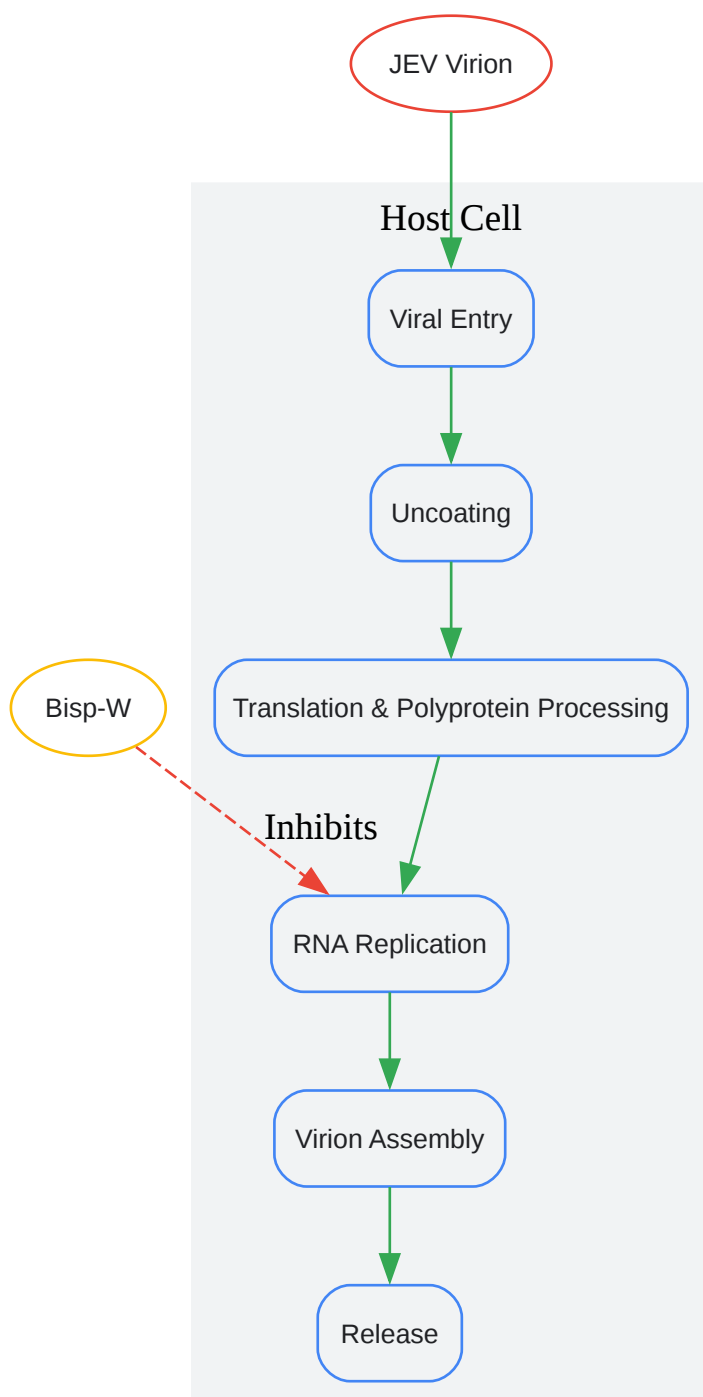 JEV Virion
Host Cell
Viral Entry
Uncoating
Bisp-W
Translation & Polyprotein Processing
Inhibits
RNA Replication
Virion Assembly
Release